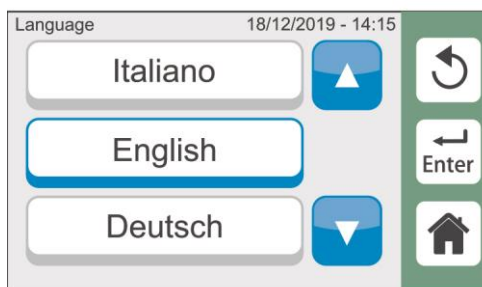 Language 18/12/2019 - 14:15
Italiano
English
Enter
Deutsch